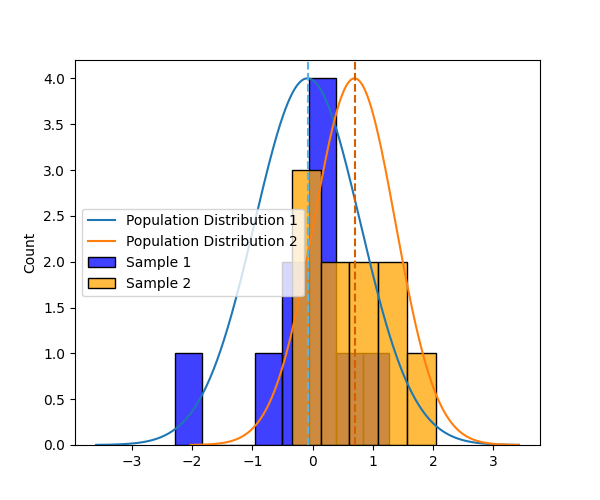 4.0
3.5
3.0
2.5
2.0
1.5
1.0
0.5
0.0
Count
Population Distribution 1
Population Distribution 2
Sample 1
Sample 2
−3 −2 −1 0 1 2 3